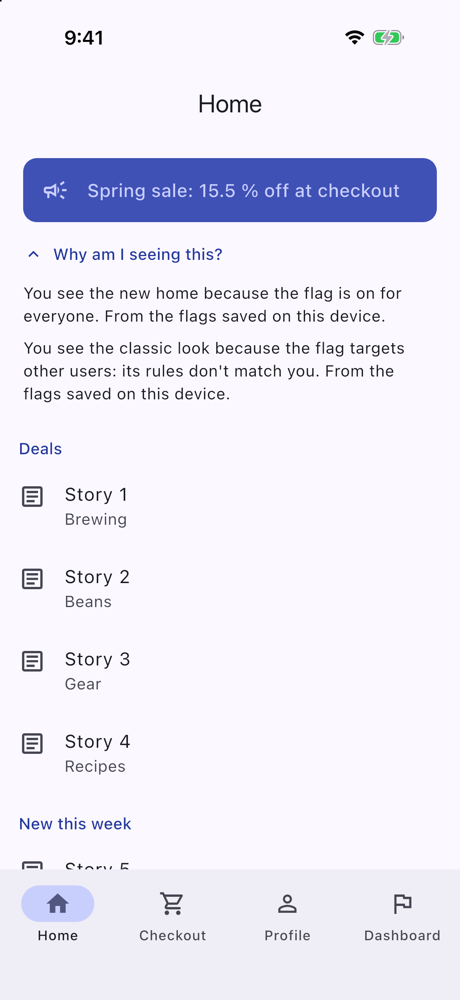 9:41
Home
Spring sale: 15.5 % off at checkout
Why am I seeing this?
You see the new home because the flag is on for
everyone. From the flags saved on this device.
You see the classic look because the flag targets
other users: its rules don't match you. From the
flags saved on this device.
Deals
Story 1
Brewing
Story 2
Beans
Story 3
Gear
Story 4
Recipes
New this week
Story 5
Home
Checkout
Profile
Dashboard